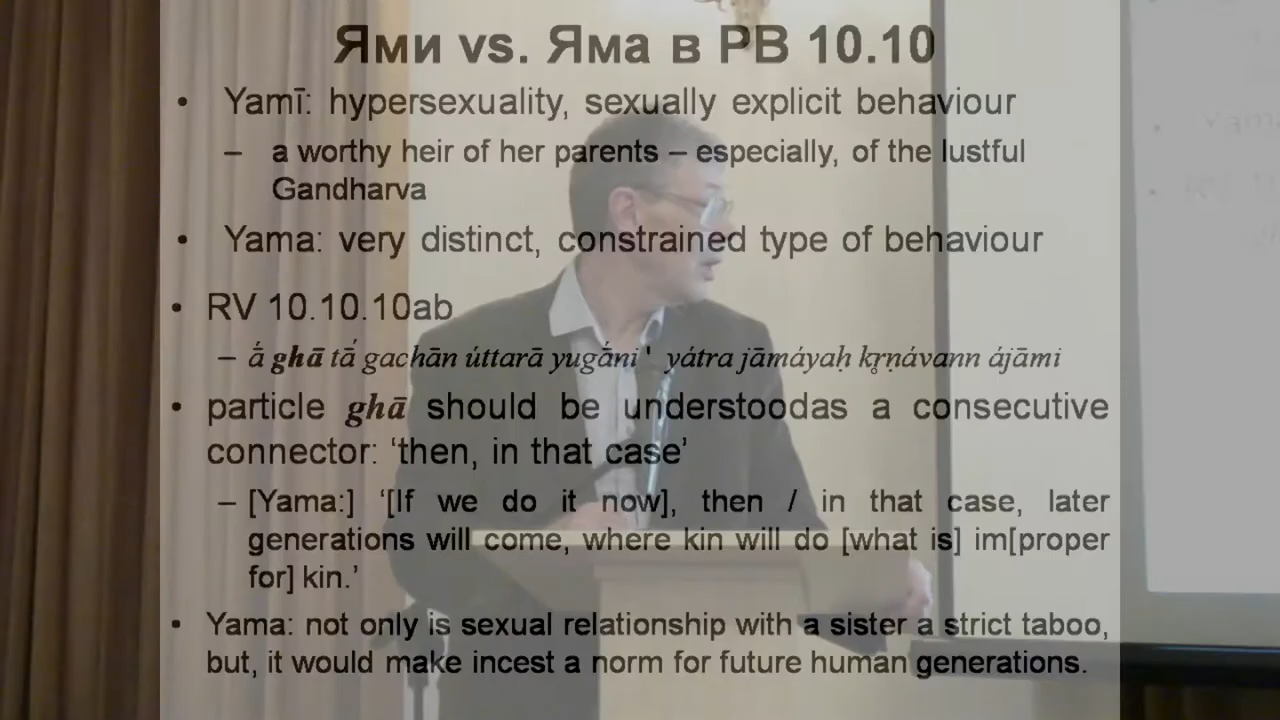 Ями vs. Яма в РВ 10.10
• Yamī: hypersexuality, sexually explicit behaviour
– a worthy heir of her parents – especially, of the lustful
Gandharva
• Yama: very distinct, constrained type of behaviour
• RV 10.10.10ab
– ā́ ghā tā́ gachān úttarā yugā́ni ' yátra jāmáyaḥ kr̥ṇávann ájāmi
• particle ghā should be understoodas a consecutive
connector: ‘then, in that case’
– [Yama:] ‘[If we do it now], then / in that case, later
generations will come, where kin will do [what is] im[proper
for] kin.’
• Yama: not only is sexual relationship with a sister a strict taboo,
but, it would make incest a norm for future human generations.